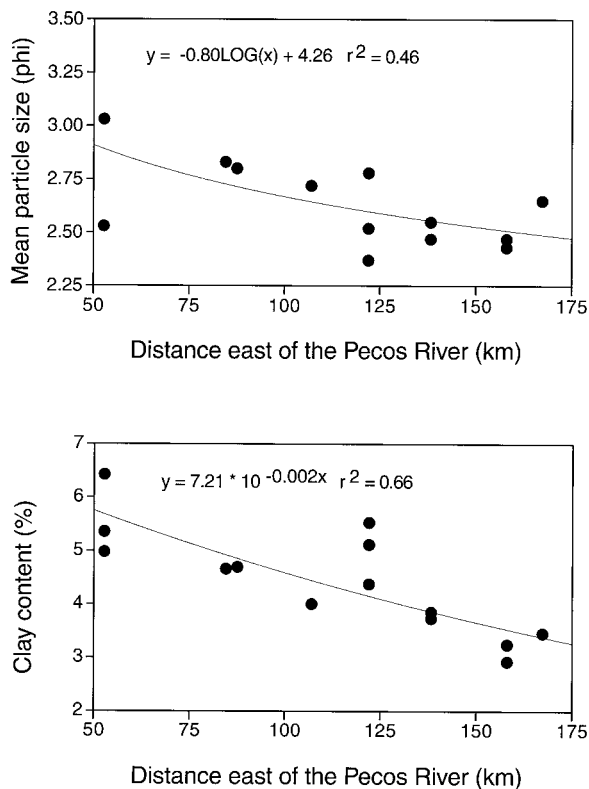 3.50
y = -0.80LOG(x) + 4.26 r2 = 0.46
3.25
3.00
2.75
2.50
2.25
Mean particle size (phi)
50 75 100 125 150 175
Distance east of the Pecos River (km)
7
y = 7.21 * 10 -0.002x r2 = 0.66
6
5
4
3
2
Clay content (%)
50 75 100 125 150 175
Distance east of the Pecos River (km)